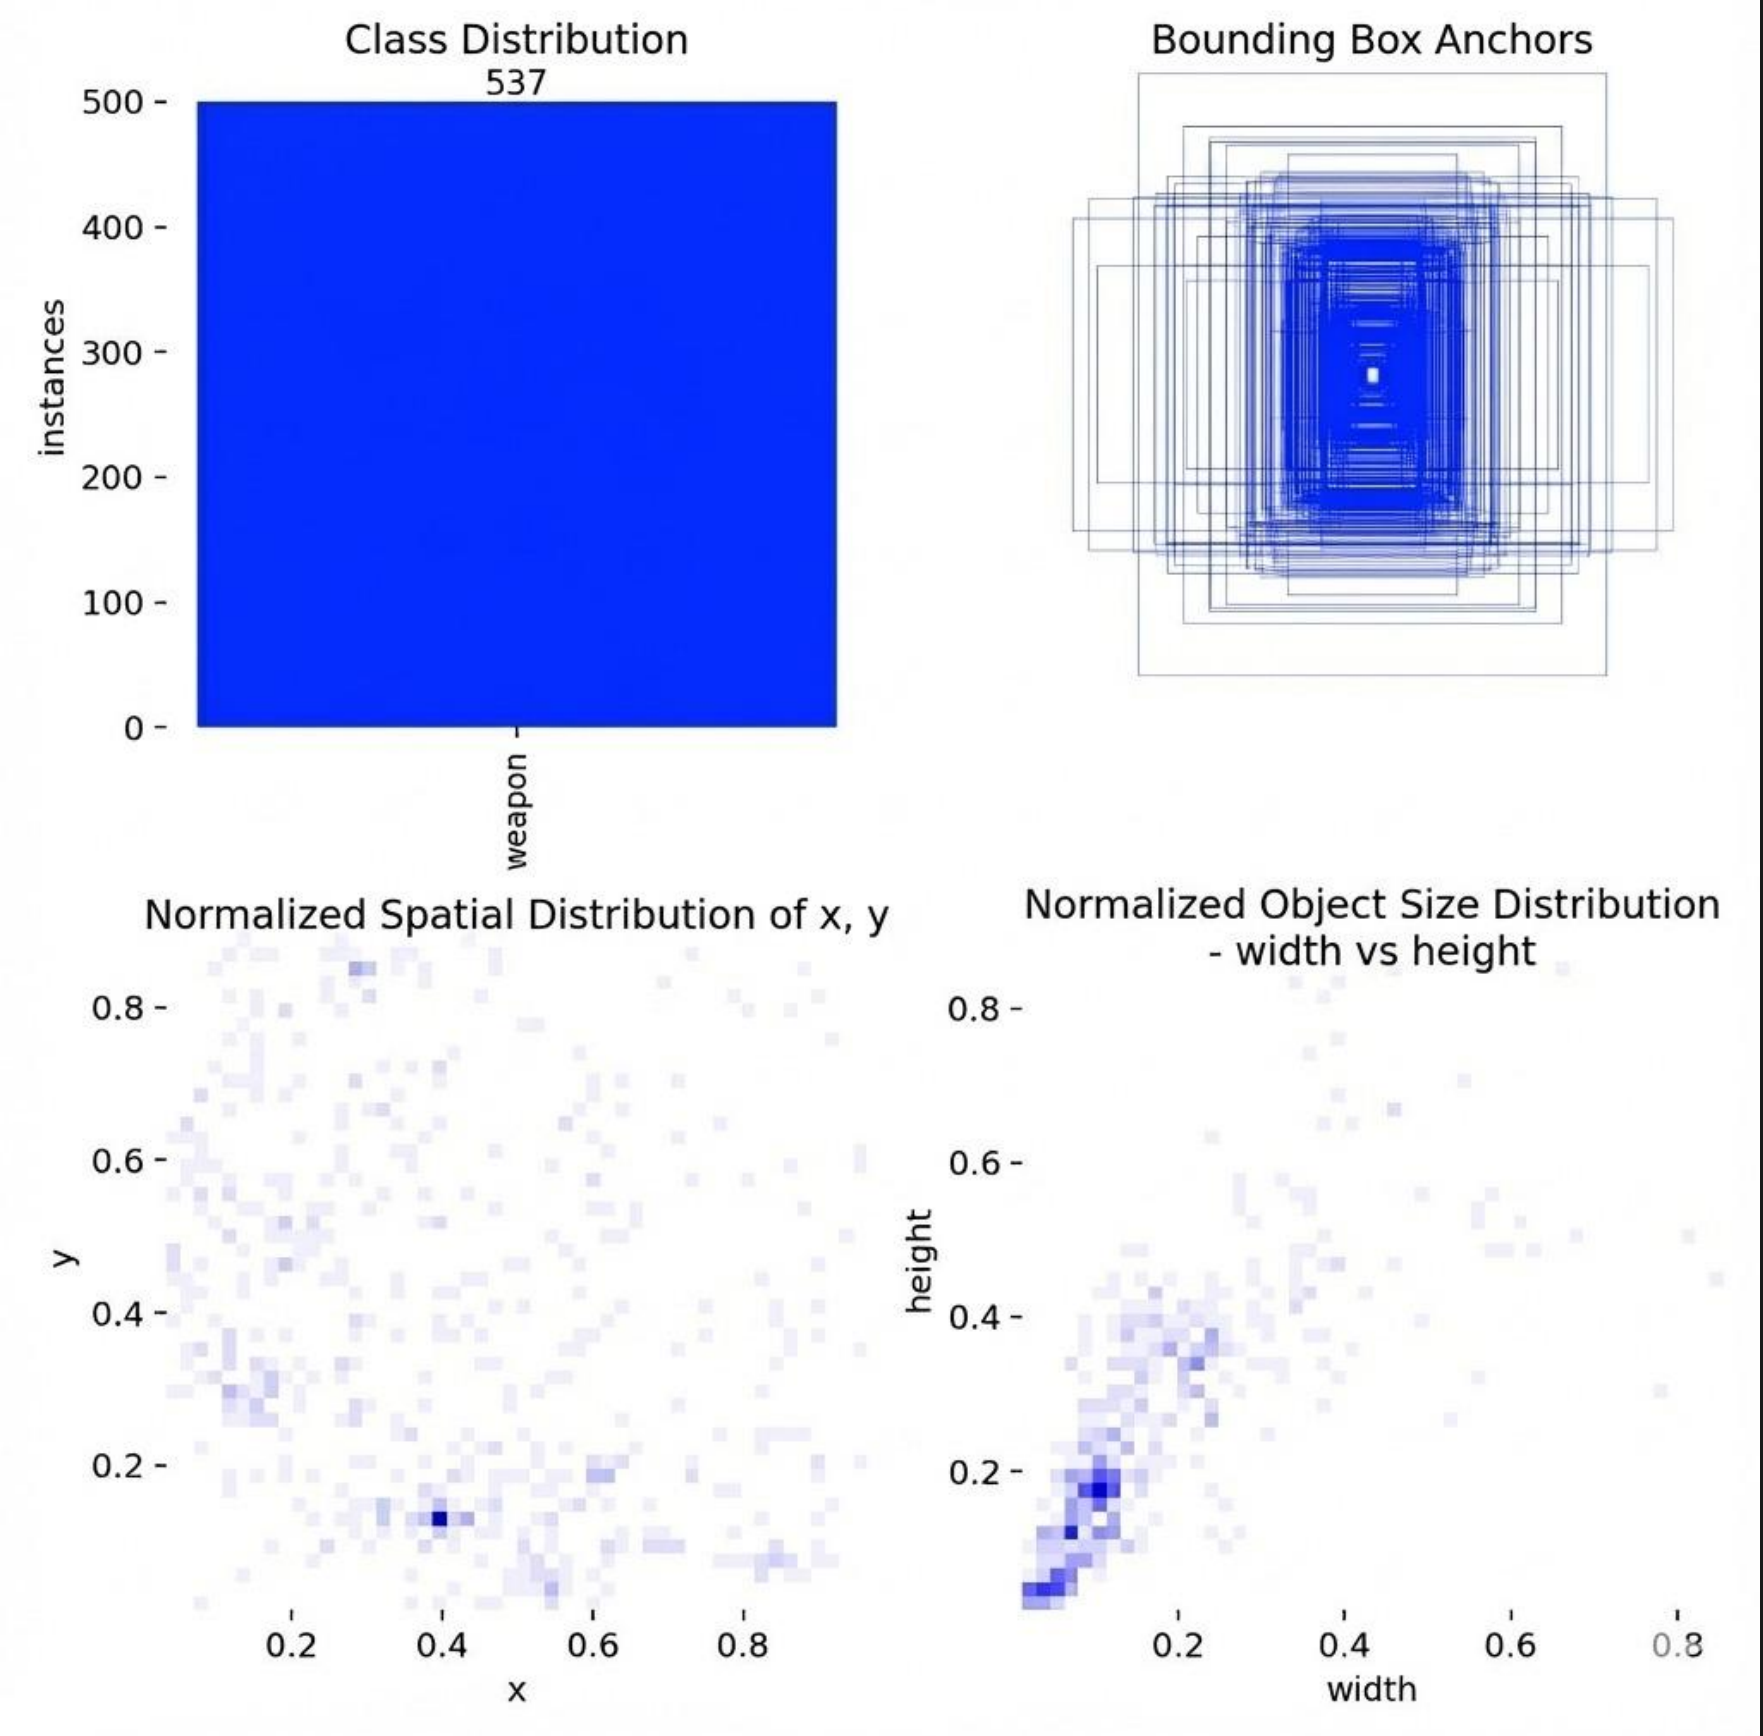 Class Distribution
537
500
400
300
200
100
0
instances
weapon
Bounding Box Anchors
Normalized Spatial Distribution of x, y
0.8
0.6
0.4
0.2
y
0.2 0.4 0.6 0.8
x
Normalized Object Size Distribution
- width vs height
0.8
0.6
0.4
0.2
height
0.2 0.4 0.6 0.8
width